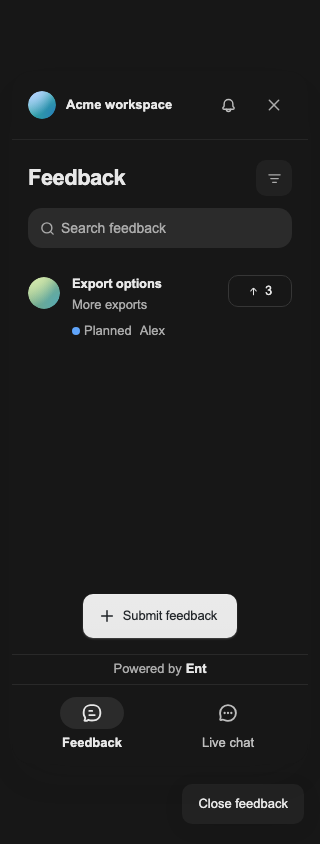 Acme workspace
Feedback
Search feedback
Export options
More exports
Planned Alex
3
Submit feedback
Powered by Ent
Feedback
Live chat
Close feedback